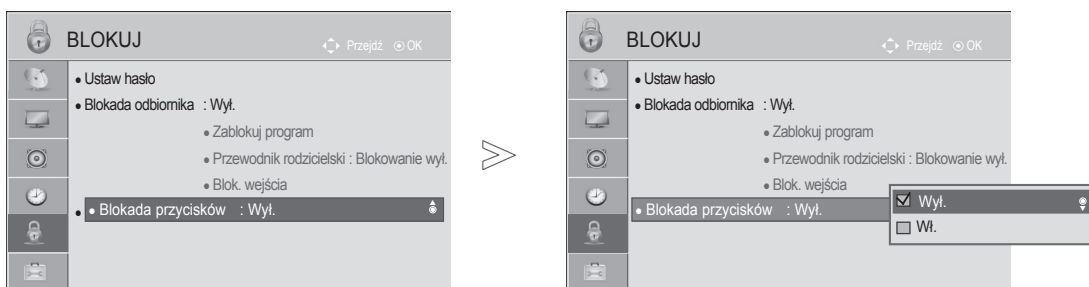 BLOKUJ
Przejdź OK
• Ustaw hasło
• Blokada odbiornika : Wył.
• Zablokuj program
• Przewodnik rodzicielski : Blokowanie wył.
• Blok. wejścia
• • Blokada przycisków : Wył.
BLOKUJ
Przejdź OK
• Ustaw hasło
• Blokada odbiornika : Wył.
• Zablokuj program
• Przewodnik rodzicielski : Blokowanie wył.
• Blok. wejścia
• Blokada przycisków : Wył.
Wył.
Wł.